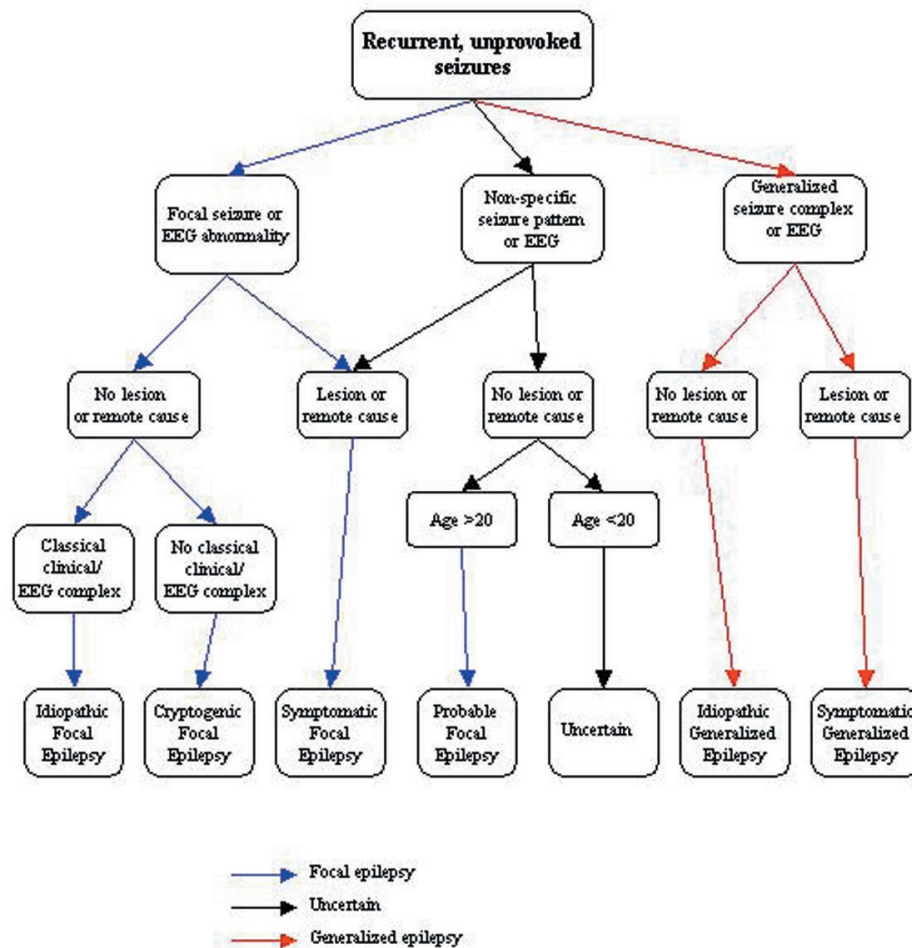 Recurrent, unprovoked
seizures
Focal seizure or
EEG abnormality
Non-specific
seizure pattern
or EEG
Generalized
seizure complex
or EEG
No lesion
or remote cause
Lesion or
remote cause
No lesion or
remote cause
No lesion or
remote cause
Lesion or
remote cause
Classical
clinical/
EEG complex
No classical
clinical/
EEG complex
Age >20
Age <20
Idiopathic
Focal
Epilepsy
Cryptogenic
Focal
Epilepsy
Symptomatic
Focal
Epilepsy
Probable
Focal
Epilepsy
Uncertain
Idiopathic
Generalized
Epilepsy
Symptomatic
Generalized
Epilepsy
Focal epilepsy
Uncertain
Generalized epilepsy